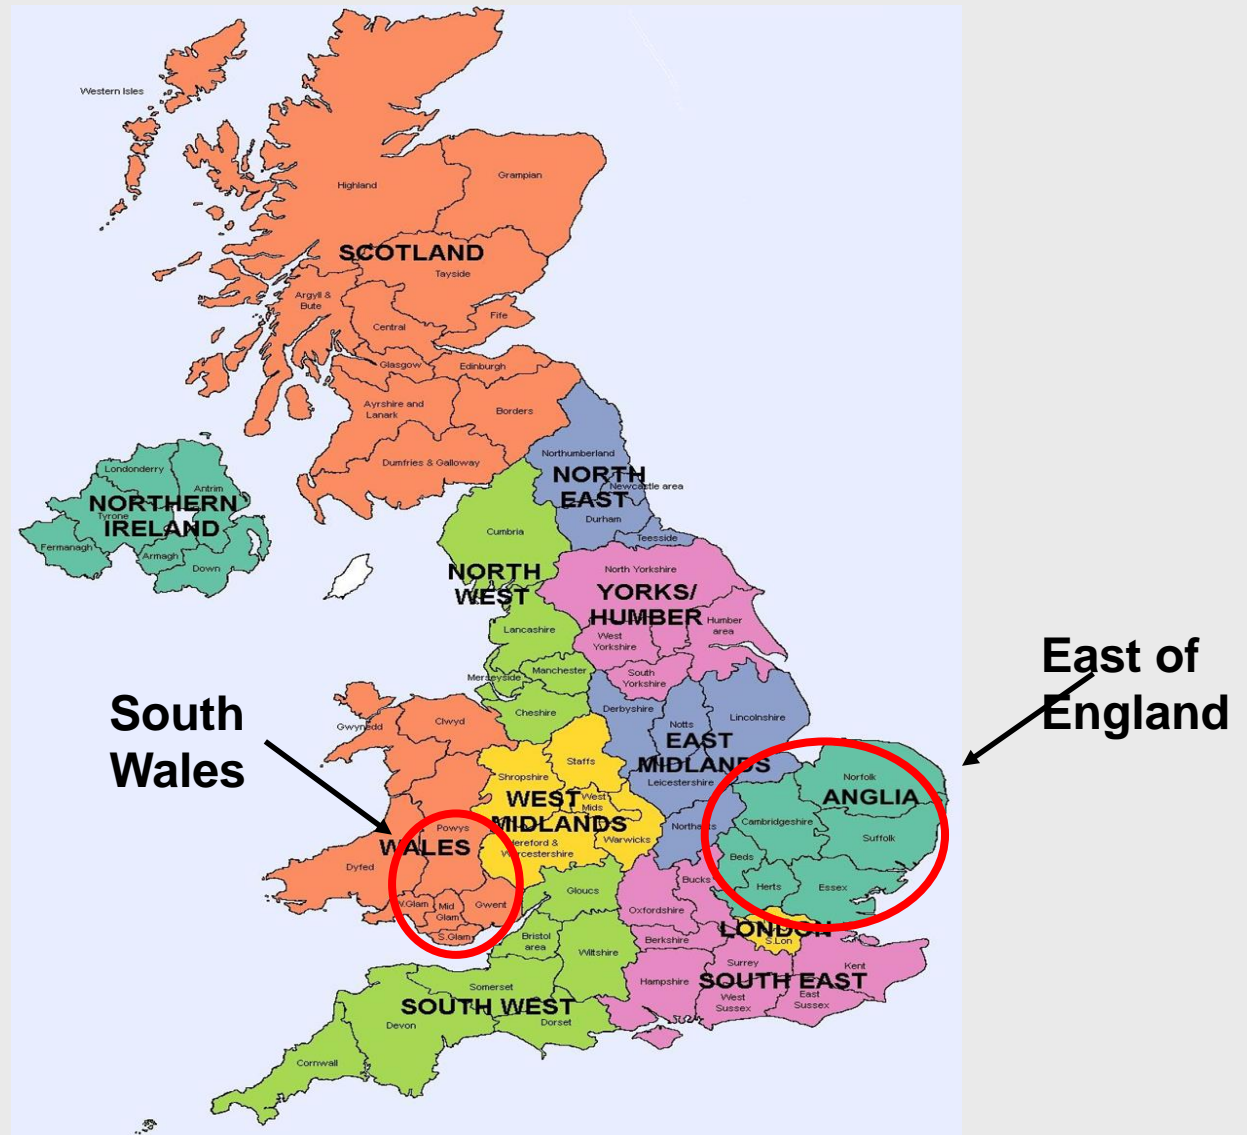 Western Isles
Highland
Grampian
SCOTLAND
Tayside
Argyll &
Bute
Central
Fife
Glasgow
Edinburgh
Ayrshire and
Lanark
Borders
Dumfries & Galloway
Northumberland
NORTH
EAST
Newcastle area
Durham
Teesside
Londonderry
Antrim
NORTHERN
IRELAND
Tyrone
Fermanagh
Armagh
Down
Cumbria
NORTH
WEST
North Yorkshire
YORKS/
HUMBER
Humber
area
West
Yorkshire
South
Yorkshire
Lancashire
Merseyside
Manchester
Cheshire
Derbyshire
Notts
Lincolnshire
EAST
MIDLANDS
Leicestershire
Northants
East of
England
South
Wales
Gwynedd
Clwyd
Powys
WALES
Dyfed
W.Glam
Mid
Glam
Gwent
S.Glam
Shropshire
Staffs
WEST
MIDLANDS
West
Mids
Hereford &
Worcestershire
Warwicks
Norfolk
ANGLIA
Cambridgeshire
Suffolk
Beds
Herts
Essex
Bucks
Oxfordshire
Berkshire
LONDON
S.Lon
Surrey
Kent
Hampshire
SOUTH EAST
West
Sussex
East
Sussex
Gloucs
Bristol
area
Wiltshire
Somerset
SOUTH WEST
Devon
Dorset
Cornwall